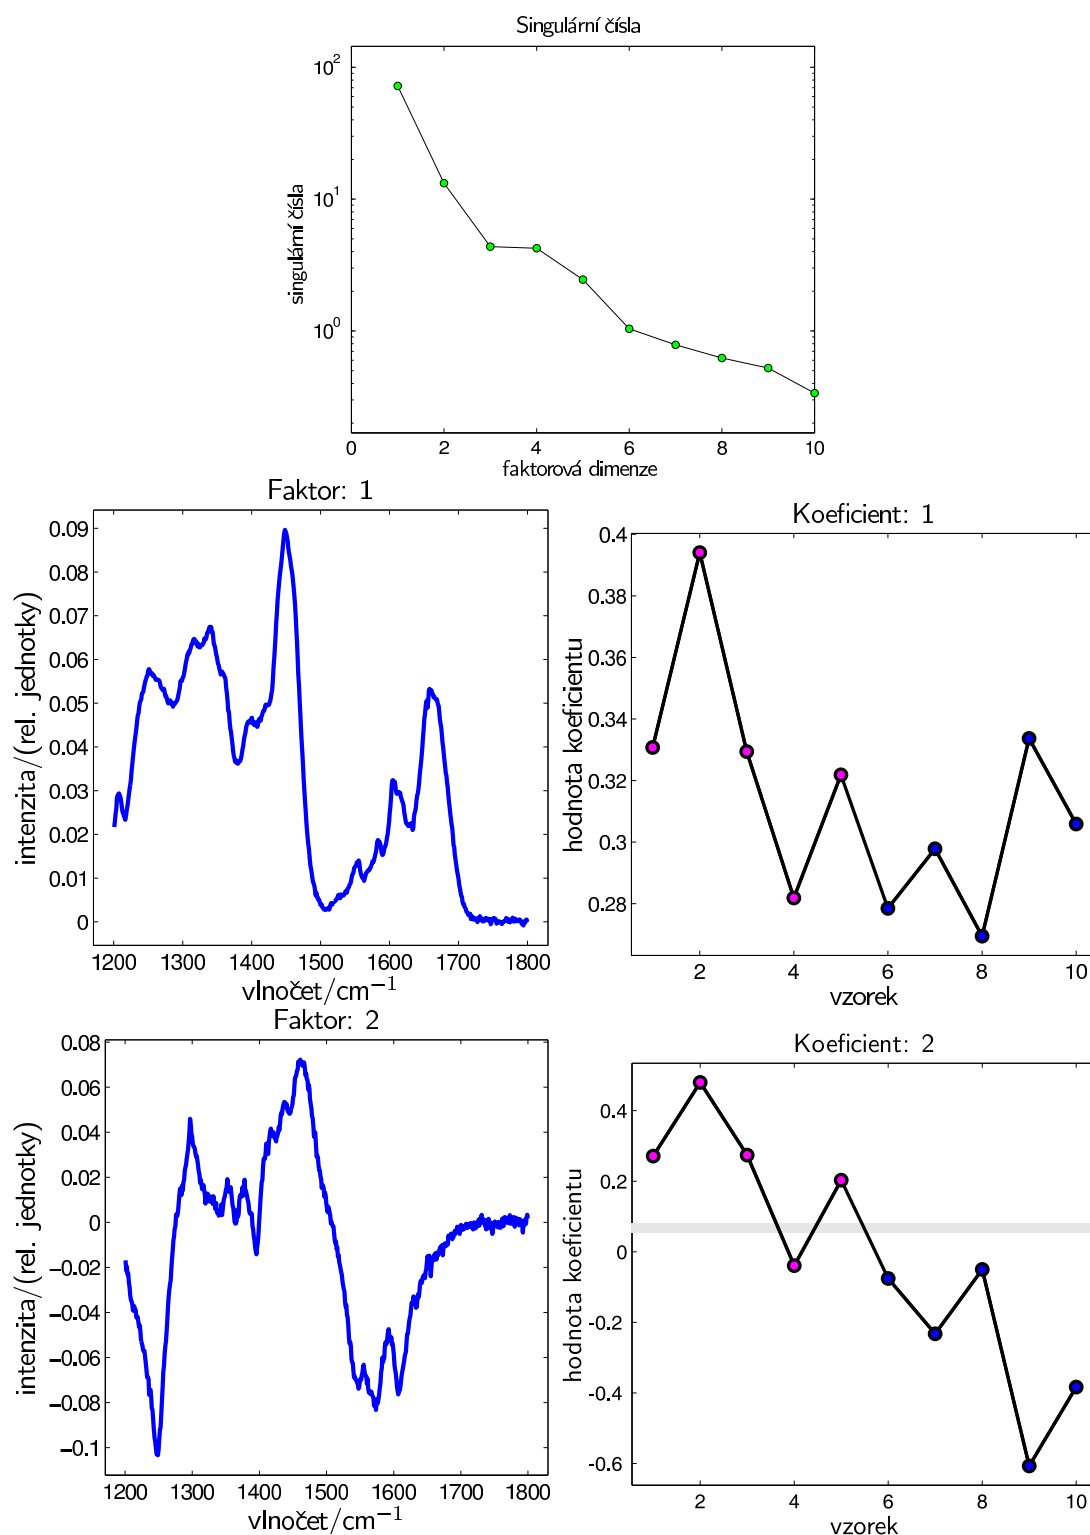 Singulární čísla
10²
10¹
10⁰
singulární čísla
0 2 4 6 8 10
faktorová dimenze
Faktor: 1
0.09
0.08
0.07
0.06
0.05
0.04
0.03
0.02
0.01
0
intenzita/(rel. jednotky)
1200 1300 1400 1500 1600 1700 1800
vlnočet/cm⁻¹
Koeficient: 1
0.4
0.38
0.36
0.34
0.32
0.3
0.28
hodnota koeficientu
2 4 6 8 10
vzorek
Faktor: 2
0.08
0.06
0.04
0.02
0
−0.02
−0.04
−0.06
−0.08
−0.1
intenzita/(rel. jednotky)
1200 1300 1400 1500 1600 1700 1800
vlnočet/cm⁻¹
Koeficient: 2
0.4
0.2
0
-0.2
-0.4
-0.6
hodnota koeficientu
2 4 6 8 10
vzorek